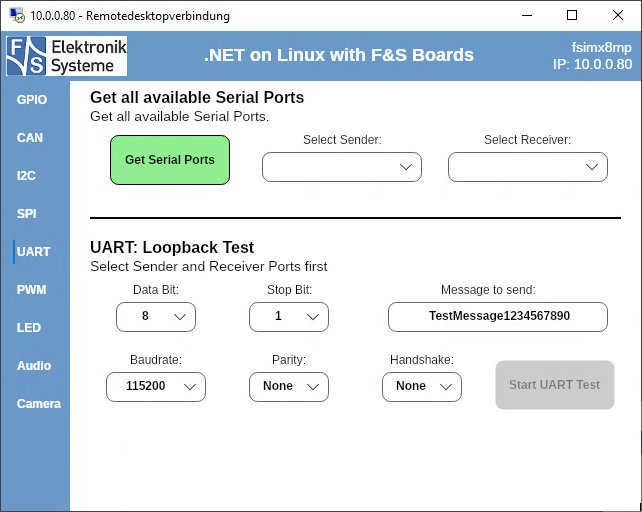 10.0.0.80 - Remotedesktopverbindung
F&S Elektronik
Systeme
.NET on Linux with F&S Boards
fsimx8mp
IP: 10.0.0.80
GPIO
CAN
I2C
SPI
UART
PWM
LED
Audio
Camera
Get all available Serial Ports
Get all available Serial Ports.
Get Serial Ports
Select Sender:
Select Receiver:
UART: Loopback Test
Select Sender and Receiver Ports first
Data Bit:
Stop Bit:
Message to send:
8
1
TestMessage1234567890
Baudrate:
Parity:
Handshake:
115200
None
None
Start UART Test